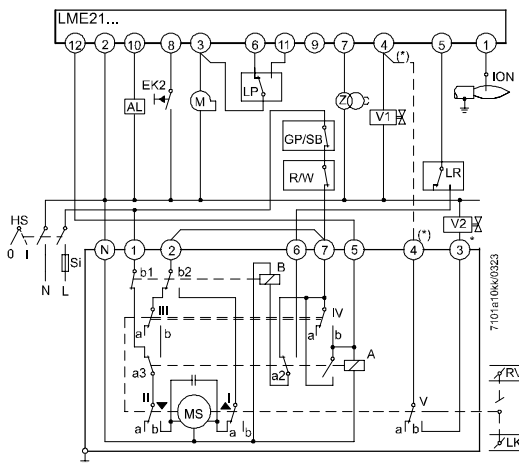 LME21...
12 2 10 8 3 6 11 9 7 4 (*) 5 1
ION
EK2
AL M LP Z V1
GP/SB
R/W LR
HS
0 I
V2
*
N L Si
N 1 2 6 7 5 4 (*) 3
b1 b2 B
III IV
a b a b
a3 a2 A
II I V
MS
a b a Ib a b
RV
LK
7101a10kk/0323